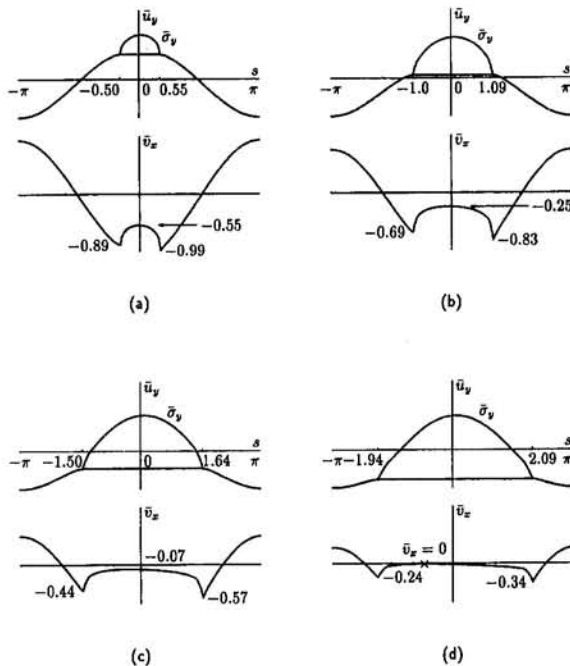 ū_y
σ̄_y
s
−π −0.50 0 0.55 π
v̄_x
−0.55
−0.89
−0.99
(a)
ū_y
σ̄_y
s
−π −1.0 0 1.09 π
v̄_x
−0.25
−0.69
−0.83
(b)
ū_y
σ̄_y
s
−π −1.50 0 1.64 π
v̄_x
−0.07
−0.44
−0.57
(c)
ū_y
σ̄_y
s
−π −1.94 2.09 π
v̄_x
v̄_x = 0
−0.24
−0.34
(d)